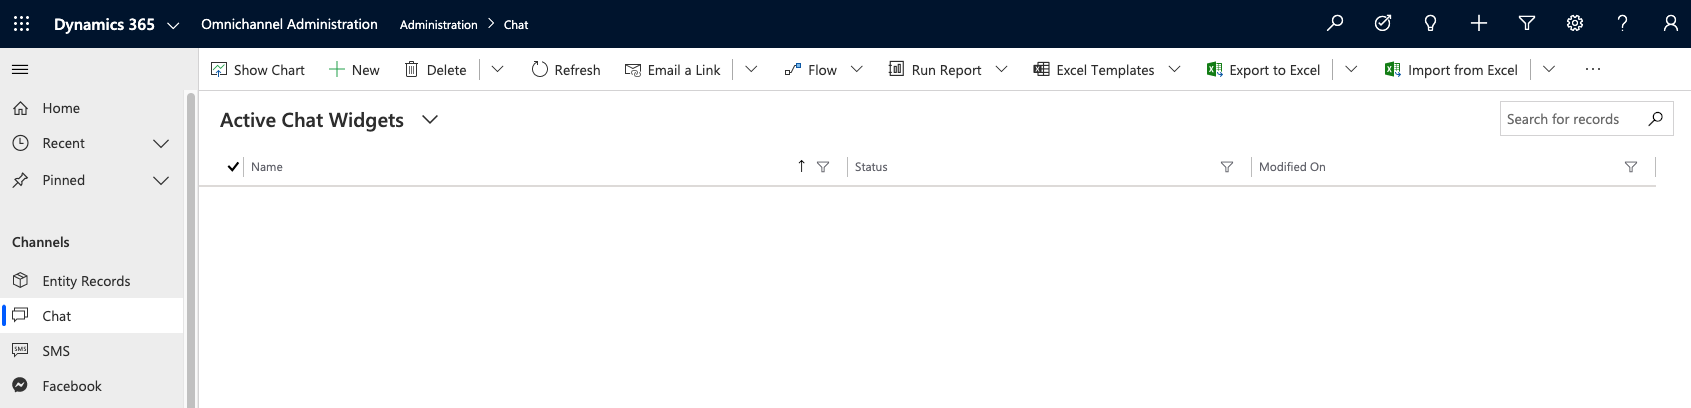 Dynamics 365 Omnichannel Administration Administration > Chat
Show Chart New Delete Refresh Email a Link Flow Run Report Excel Templates Export to Excel Import from Excel ...
Home
Recent
Pinned
Channels
Entity Records
Chat
SMS
Facebook
Active Chat Widgets
Search for records
Name Status Modified On